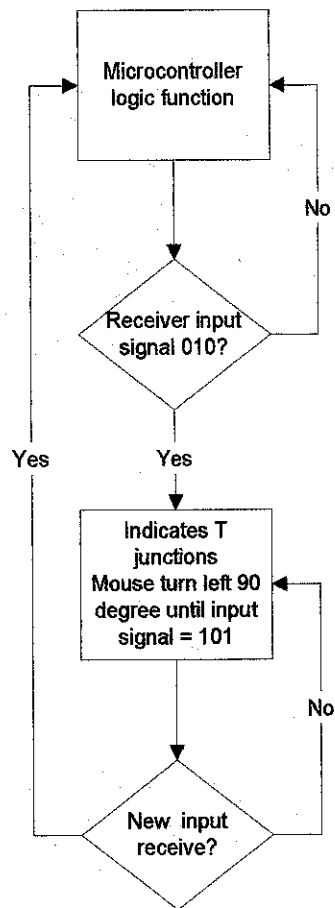 Microcontroller
logic function
No
Receiver input
signal 010?
Yes
Yes
Indicates T
junctions
Mouse turn left 90
degree until input
signal = 101
No
New input
receive?